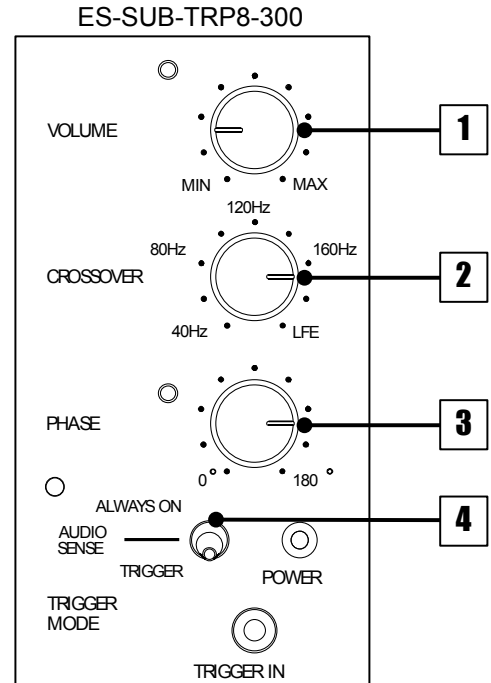 ES-SUB-TRP8-300
VOLUME
1
MIN
MAX
120Hz
80Hz
160Hz
CROSSOVER
2
40Hz
LFE
PHASE
3
0°
180°
ALWAYS ON
4
AUDIO
SENSE
TRIGGER
POWER
TRIGGER
MODE
TRIGGER IN